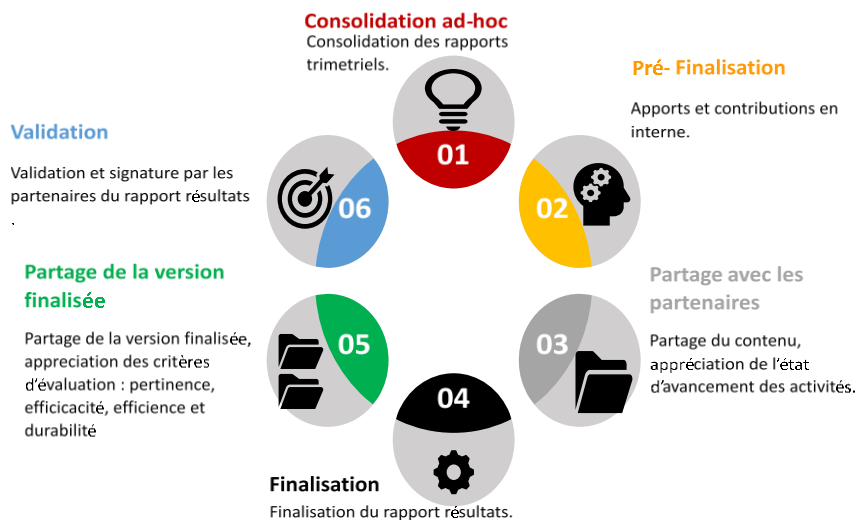 Consolidation ad-hoc
Consolidation des rapports
trimetriels.
01
Pré- Finalisation
Apports et contributions en
interne.
02
Partage avec les
partenaires
Partage du contenu,
appréciation de l'état
d'avancement des activités.
03
04
Finalisation
Finalisation du rapport résultats.
Partage de la version
finalisée
Partage de la version finalisée,
appreciation des critères
d'évaluation : pertinence,
efficicacité, efficience et
durabilité
05
Validation
Validation et signature par les
partenaires du rapport résultats
.
06